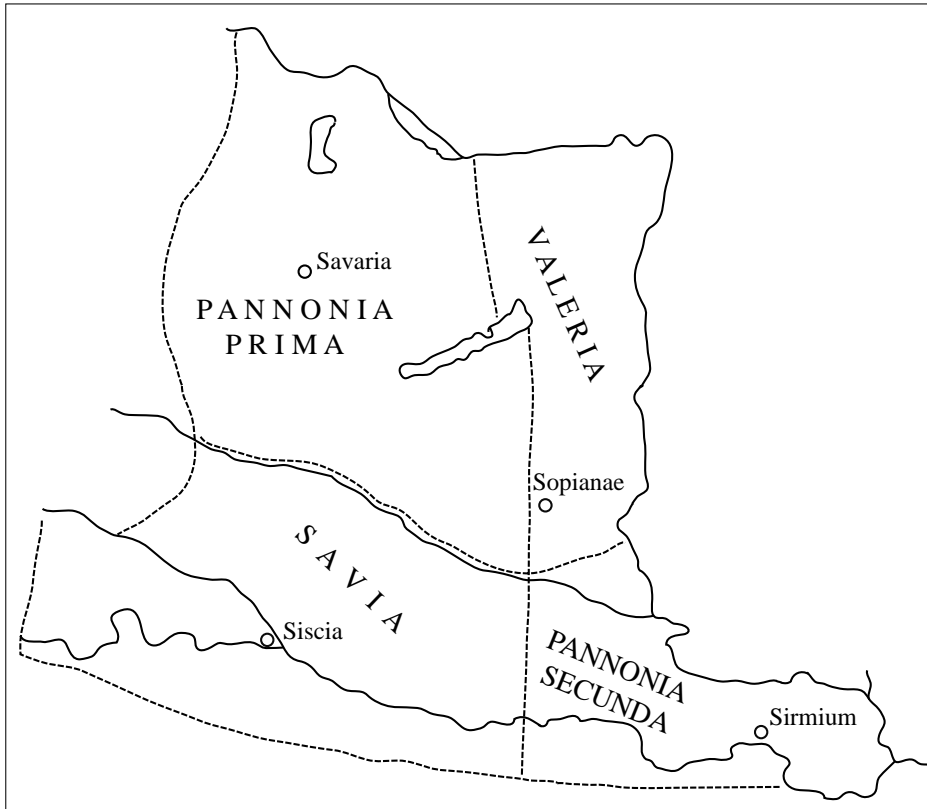 Savaria
PANNONIA
PRIMA
VALERIA
Sopianae
SAVIA
Siscia
PANNONIA
SECUNDA
Sirmium